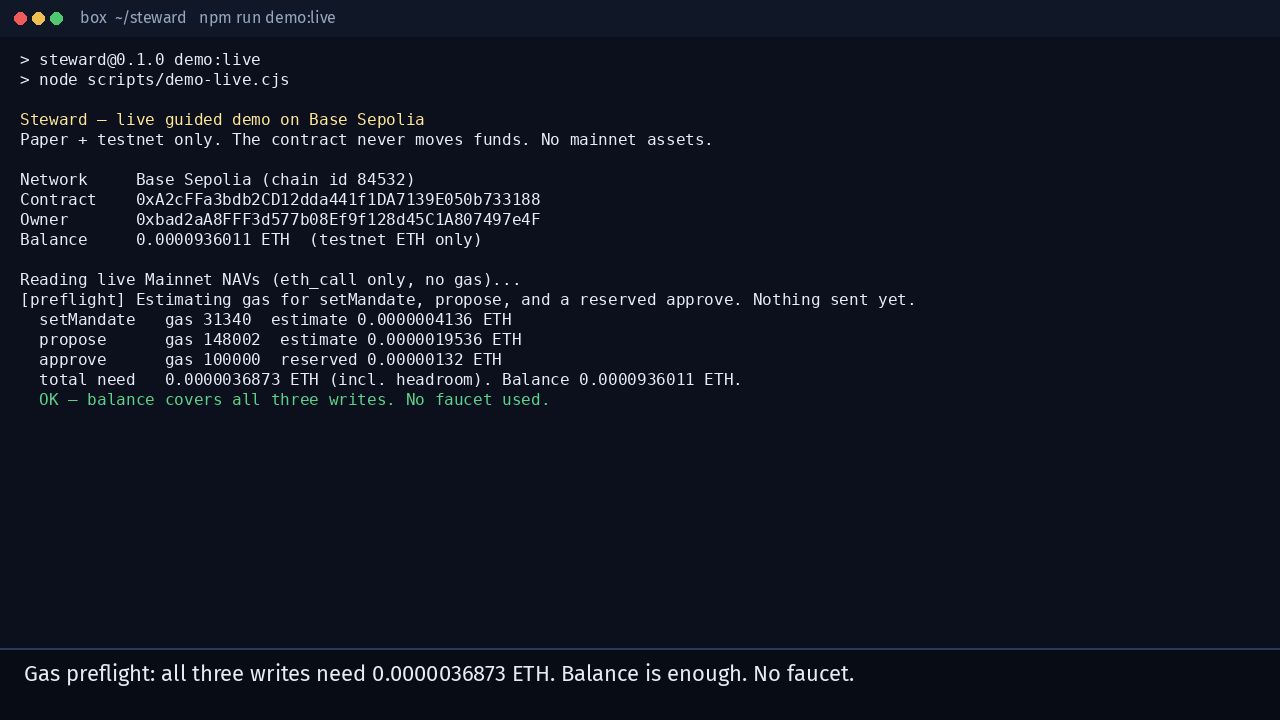 box ~/steward npm run demo:live
> steward@0.1.0 demo:live
> node scripts/demo-live.cjs
Steward — live guided demo on Base Sepolia
Paper + testnet only. The contract never moves funds. No mainnet assets.
Network Base Sepolia (chain id 84532)
Contract 0xA2cFFa3bdb2CD12dda441f1DA7139E050b733188
Owner 0xbad2aA8FFF3d577b08Ef9f128d45C1A807497e4F
Balance 0.0000936011 ETH (testnet ETH only)
Reading live Mainnet NAVs (eth_call only, no gas)...
[preflight] Estimating gas for setMandate, propose, and a reserved approve. Nothing sent yet.
setMandate gas 31340 estimate 0.0000004136 ETH
propose gas 148002 estimate 0.0000019536 ETH
approve gas 100000 reserved 0.00000132 ETH
total need 0.0000036873 ETH (incl. headroom). Balance 0.0000936011 ETH.
OK — balance covers all three writes. No faucet used.
Gas preflight: all three writes need 0.0000036873 ETH. Balance is enough. No faucet.